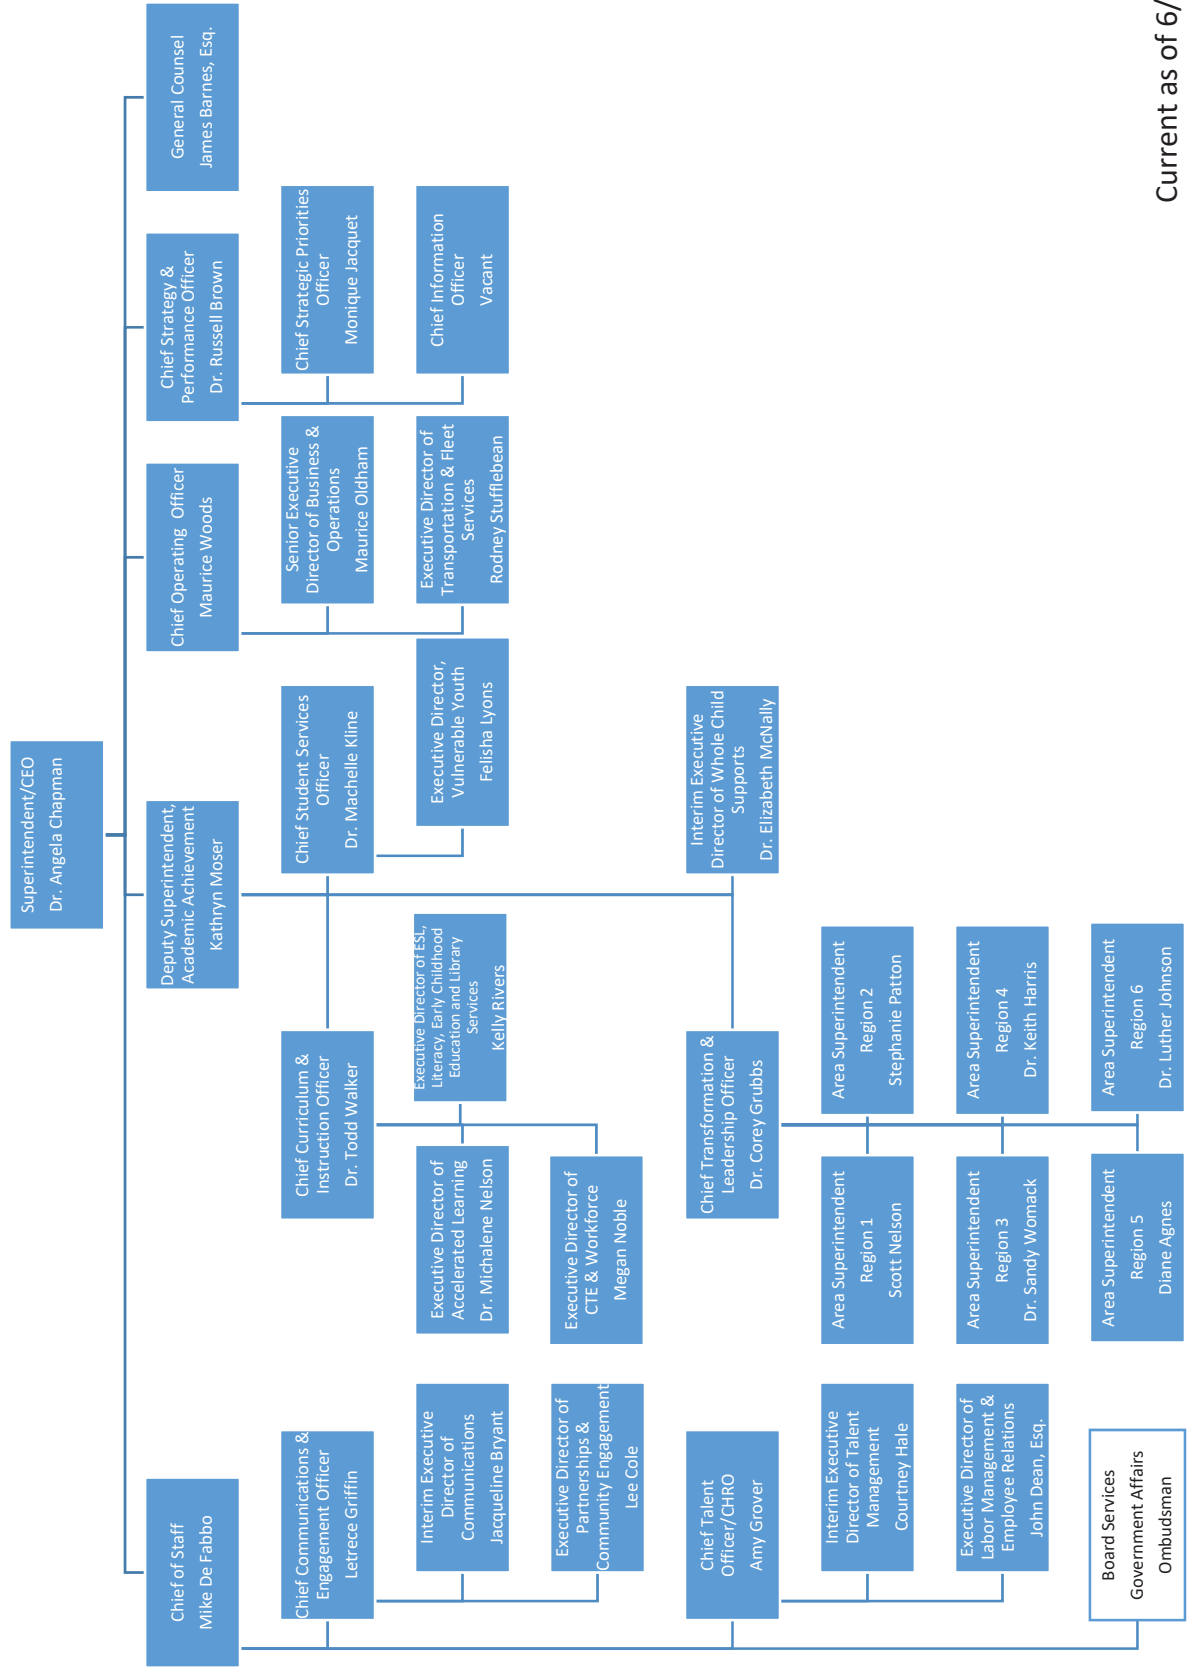 Superintendent/CEO
Dr. Angela Chapman
Chief of Staff
Mike De Fabbo
Deputy Superintendent,
Academic Achievement
Kathryn Moser
Chief Operating Officer
Maurice Woods
Chief Strategy &
Performance Officer
Dr. Russell Brown
General Counsel
James Barnes, Esq.
Chief Communications &
Engagement Officer
Letrece Griffin
Interim Executive
Director of
Communications
Jacqueline Bryant
Executive Director of
Partnerships &
Community Engagement
Lee Cole
Chief Talent
Officer/CHRO
Amy Grover
Interim Executive
Director of Talent
Management
Courtney Hale
Executive Director of
Labor Management &
Employee Relations
John Dean, Esq.
Board Services
Government Affairs
Ombudsman
Chief Curriculum &
Instruction Officer
Dr. Todd Walker
Executive Director of
Accelerated Learning
Dr. Michalene Nelson
Executive Director of ESL,
Literacy, Early Childhood
Education and Library
Services
Kelly Rivers
Executive Director of
CTE & Workforce
Megan Noble
Chief Student Services
Officer
Dr. Machelle Kline
Executive Director,
Vulnerable Youth
Felisha Lyons
Chief Transformation &
Leadership Officer
Dr. Corey Grubbs
Area Superintendent
Region 1
Scott Nelson
Area Superintendent
Region 2
Stephanie Patton
Area Superintendent
Region 3
Dr. Sandy Womack
Area Superintendent
Region 4
Dr. Keith Harris
Area Superintendent
Region 5
Diane Agnes
Area Superintendent
Region 6
Dr. Luther Johnson
Interim Executive
Director of Whole Child
Supports
Dr. Elizabeth McNally
Senior Executive
Director of Business &
Operations
Maurice Oldham
Executive Director of
Transportation & Fleet
Services
Rodney Stufflebean
Chief Strategic Priorities
Officer
Monique Jacquet
Chief Information
Officer
Vacant
Current as of 6/